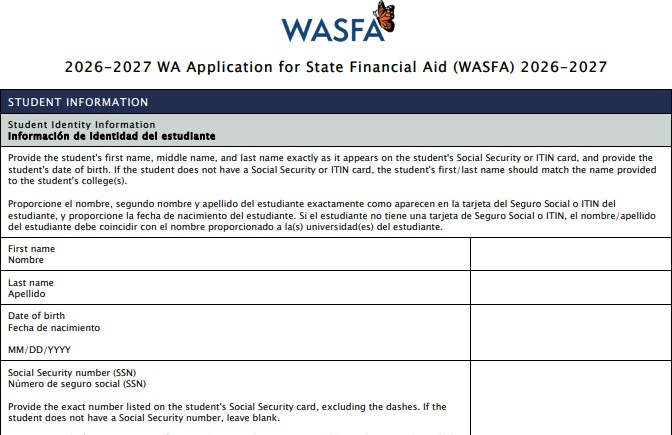 WASFA
2026-2027 WA Application for State Financial Aid (WASFA) 2026-2027
STUDENT INFORMATION
Student Identity Information
Información de identidad del estudiante
Provide the student's first name, middle name, and last name exactly as it appears on the student's Social Security or ITIN card, and provide the
student's date of birth. If the student does not have a Social Security or ITIN card, the student's first/last name should match the name provided
to the student's college(s).
Proporcione el nombre, segundo nombre y apellido del estudiante exactamente como aparecen en la tarjeta del Seguro Social o ITIN del
estudiante, y proporcione la fecha de nacimiento del estudiante. Si el estudiante no tiene una tarjeta de Seguro Social o ITIN, el nombre/apellido
del estudiante debe coincidir con el nombre proporcionado a la(s) universidad(es) del estudiante.
First name
Nombre
Last name
Apellido
Date of birth
Fecha de nacimiento
MM/DD/YYYY
Social Security number (SSN)
Número de seguro social (SSN)
Provide the exact number listed on the student's Social Security card, excluding the dashes. If the
student does not have a Social Security number, leave blank.